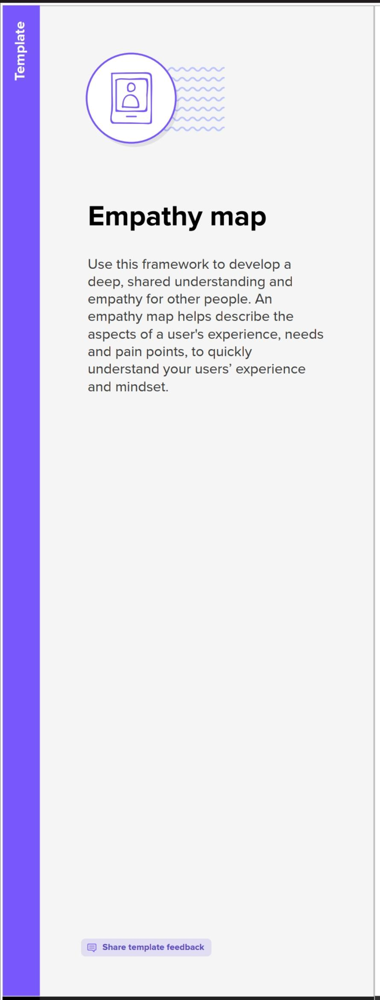 Template
Empathy map
Use this framework to develop a
deep, shared understanding and
empathy for other people. An
empathy map helps describe the
aspects of a user's experience, needs
and pain points, to quickly
understand your users’ experience
and mindset.
Share template feedback